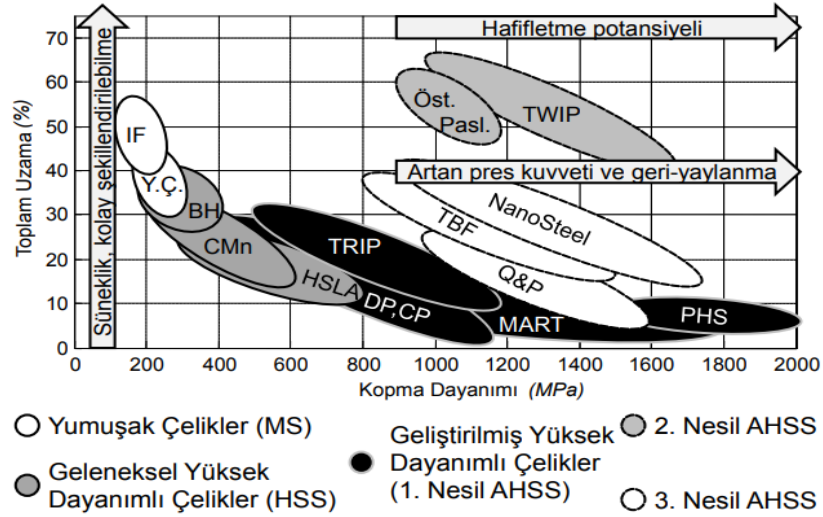 Hafifletme potansiyeli
Artan pres kuvveti ve geri-yaylanma
Süneklik, kolay şekillendirilebilme
Toplam Uzama (%)
70
60
50
40
30
20
10
0
IF
Y.Ç.
BH
CMn
HSLA
DP,CP
TRIP
MART
PHS
Q&P
TBF
NanoSteel
Öst.
Pasl.
TWIP
0 200 400 600 800 1000 1200 1400 1600 1800 2000
Kopma Dayanımı (MPa)
Yumuşak Çelikler (MS)
Geleneksel Yüksek
Dayanımlı Çelikler (HSS)
Geliştirilmiş Yüksek
Dayanımlı Çelikler
(1. Nesil AHSS)
2. Nesil AHSS
3. Nesil AHSS